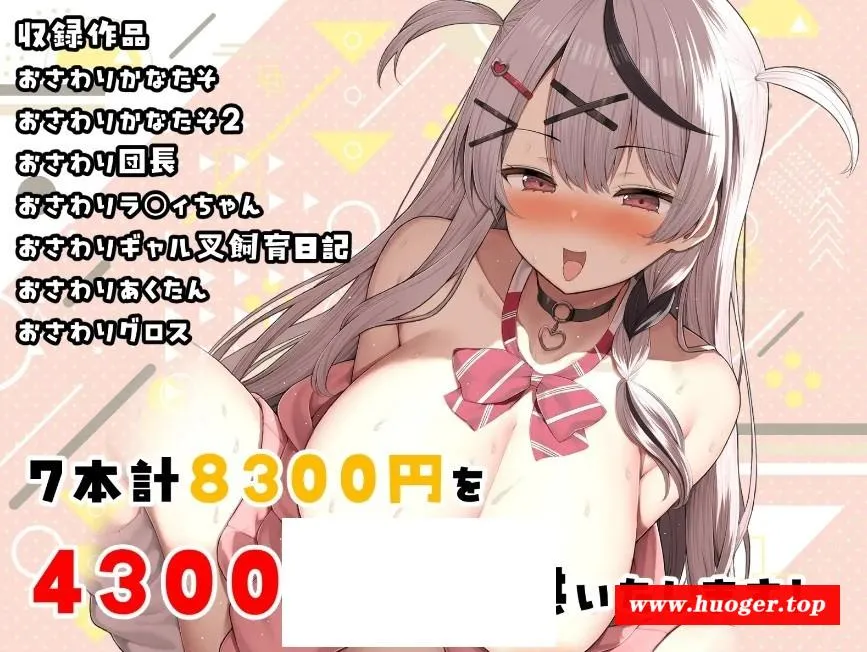 収録作品
おさわりかなたそ
おさわりかなたそ2
おさわり団長
おさわりラ○ィちゃん
おさわりギャル又飼育日記
おさわりあくたん
おさわりグロス
7本計8300円を
4300
www.huoger.top